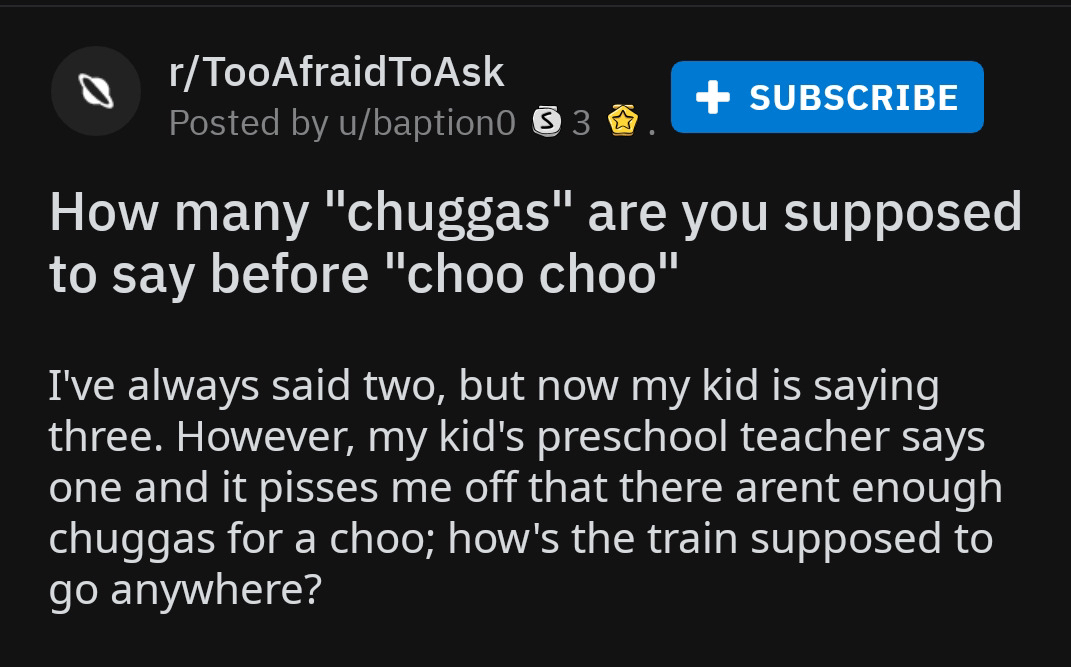 r/TooAfraidToAsk
Posted by u/baption0 S 3 .
+ SUBSCRIBE
How many "chuggas" are you supposed
to say before "choo choo"
I've always said two, but now my kid is saying
three. However, my kid's preschool teacher says
one and it pisses me off that there arent enough
chuggas for a choo; how's the train supposed to
go anywhere?